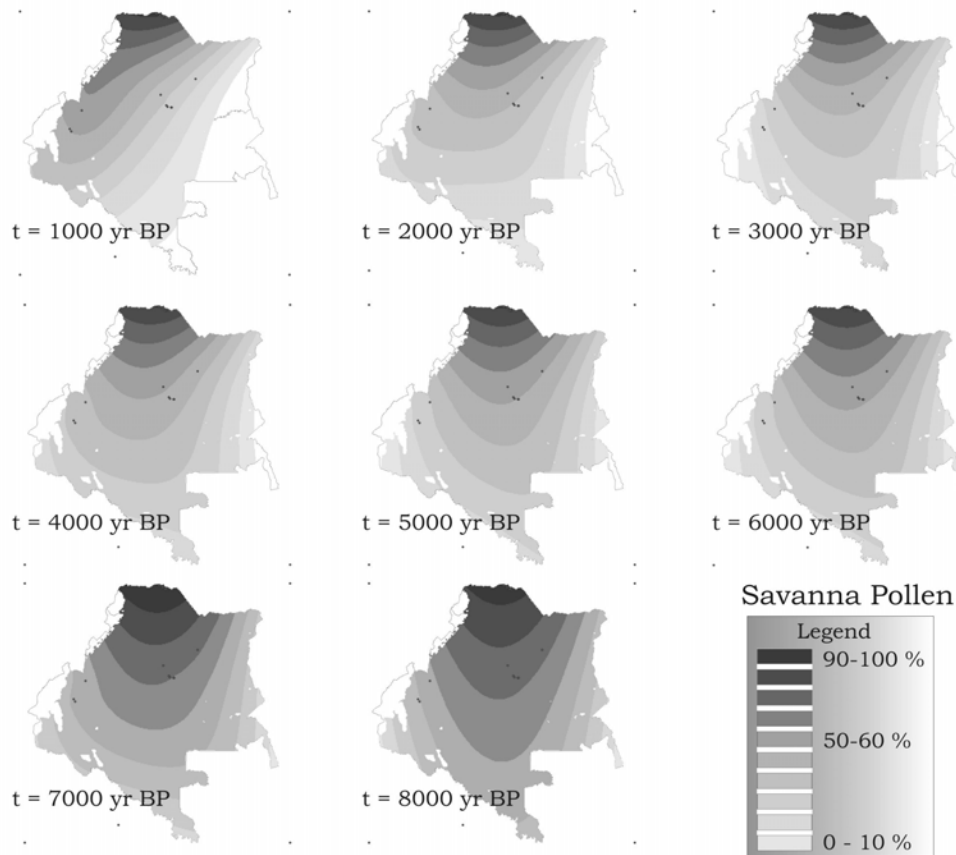 t = 1000 yr BP
t = 2000 yr BP
t = 3000 yr BP
t = 4000 yr BP
t = 5000 yr BP
t = 6000 yr BP
t = 7000 yr BP
t = 8000 yr BP
Savanna Pollen
Legend
90-100 %
50-60 %
0 - 10 %